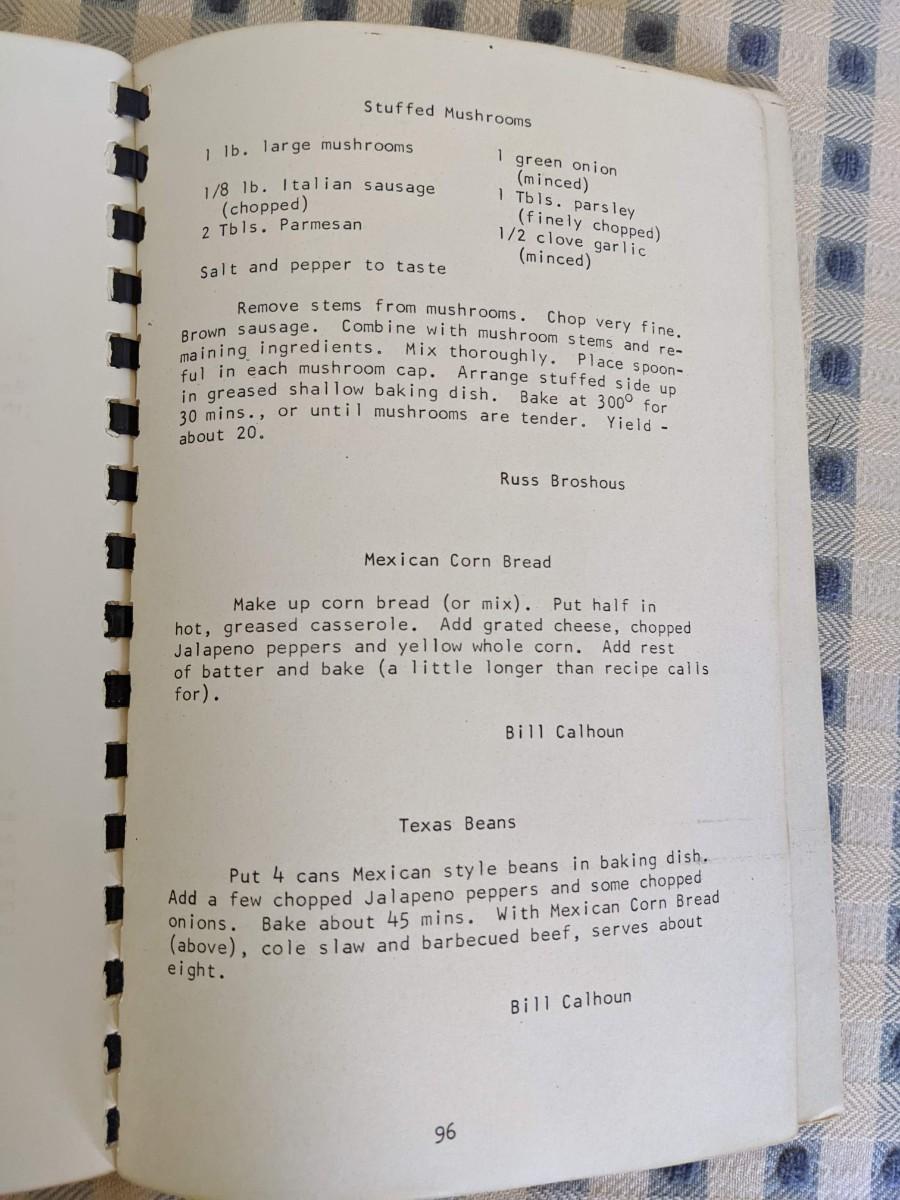 Stuffed Mushrooms
1 lb. large mushrooms
1/8 lb. Italian sausage
(chopped)
2 Tbls. Parmesan
Salt and pepper to taste
1 green onion
(minced)
1 Tbls. parsley
(finely chopped)
1/2 clove garlic
(minced)
Remove stems from mushrooms. Chop very fine.
Brown sausage. Combine with mushroom stems and re-
maining ingredients. Mix thoroughly. Place spoon-
ful in each mushroom cap. Arrange stuffed side up
in greased shallow baking dish. Bake at 300° for
30 mins., or until mushrooms are tender. Yield -
about 20.
Russ Broshous
Mexican Corn Bread
Make up corn bread (or mix). Put half in
hot, greased casserole. Add grated cheese, chopped
Jalapeno peppers and yellow whole corn. Add rest
of batter and bake (a little longer than recipe calls
for).
Bill Calhoun
Texas Beans
Put 4 cans Mexican style beans in baking dish.
Add a few chopped Jalapeno peppers and some chopped
onions. Bake about 45 mins. With Mexican Corn Bread
(above), cole slaw and barbecued beef, serves about
eight.
Bill Calhoun
96